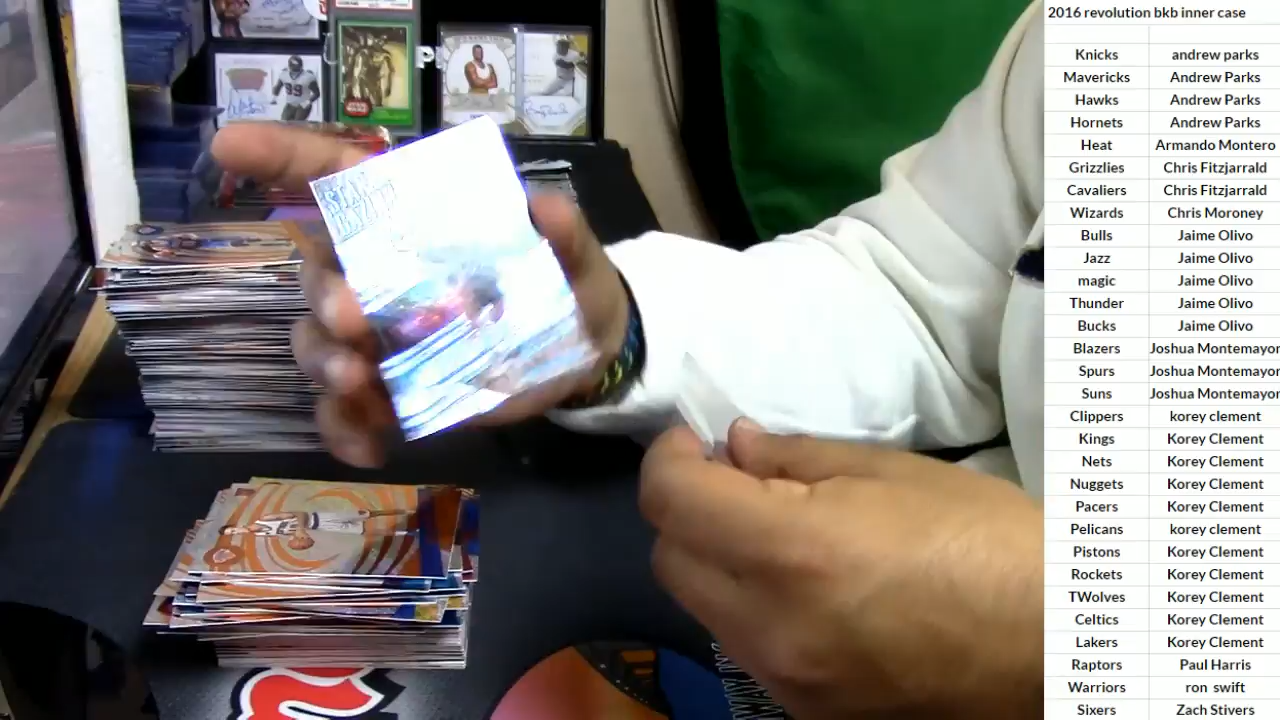 2016 revolution bkb inner case
Knicks andrew parks
Mavericks Andrew Parks
Hawks Andrew Parks
Hornets Andrew Parks
Heat Armando Montero
Grizzlies Chris Fitzjarrald
Cavaliers Chris Fitzjarrald
Wizards Chris Moroney
Bulls Jaime Olivo
Jazz Jaime Olivo
magic Jaime Olivo
Thunder Jaime Olivo
Bucks Jaime Olivo
Blazers Joshua Montemayor
Spurs Joshua Montemayor
Suns Joshua Montemayor
Clippers korey clement
Kings Korey Clement
Nets Korey Clement
Nuggets Korey Clement
Pacers Korey Clement
Pelicans korey clement
Pistons Korey Clement
Rockets Korey Clement
TWolves Korey Clement
Celtics Korey Clement
Lakers Korey Clement
Raptors Paul Harris
Warriors ron swift
Sixers Zach Stivers